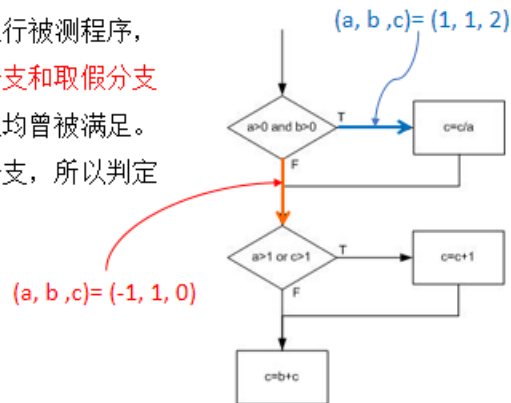 行被测程序，
支和取假分支
均曾被满足。
支，所以判定
(a, b ,c)= (1, 1, 2)
a>0 and b>0
T
c=c/a
F
(a, b ,c)= (-1, 1, 0)
a>1 or c>1
T
c=c+1
F
c=b+c